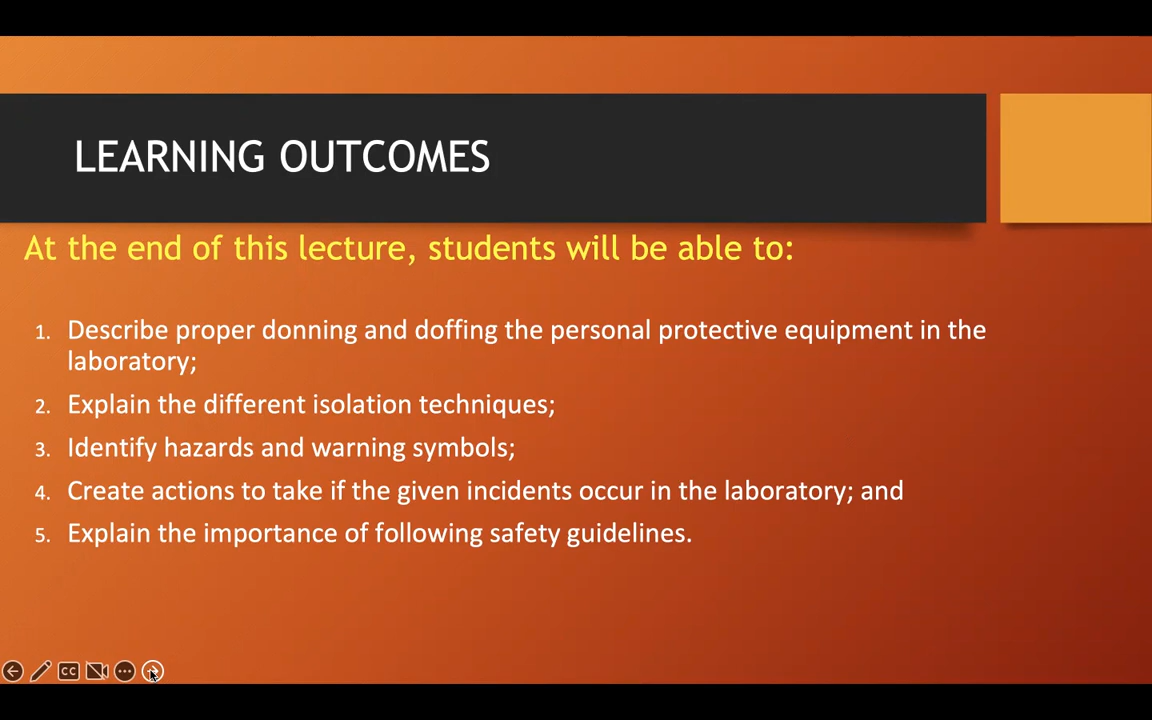 LEARNING OUTCOMES
At the end of this lecture, students will be able to:
1. Describe proper donning and doffing the personal protective equipment in the
laboratory;
2. Explain the different isolation techniques;
3. Identify hazards and warning symbols;
4. Create actions to take if the given incidents occur in the laboratory; and
5. Explain the importance of following safety guidelines.
CC